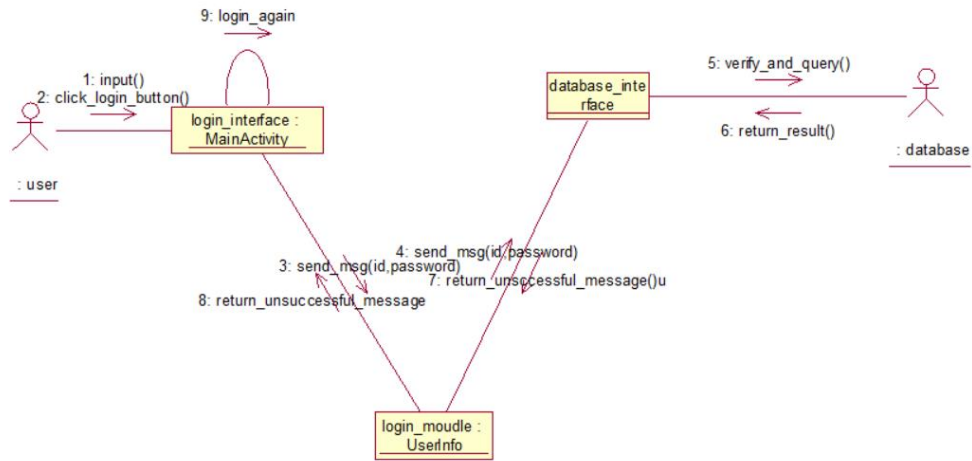 9: login_again
1: input()
2: click_login_button()
login_interface :
MainActivity
: user
database_inte
rface
5: verify_and_query()
6: return_result()
: database
4: send_msg(id,password)
3: send_msg(id,password)
7: return_unsccessful_message()u
8: return_unsuccessful_message
login_moudle :
UserInfo